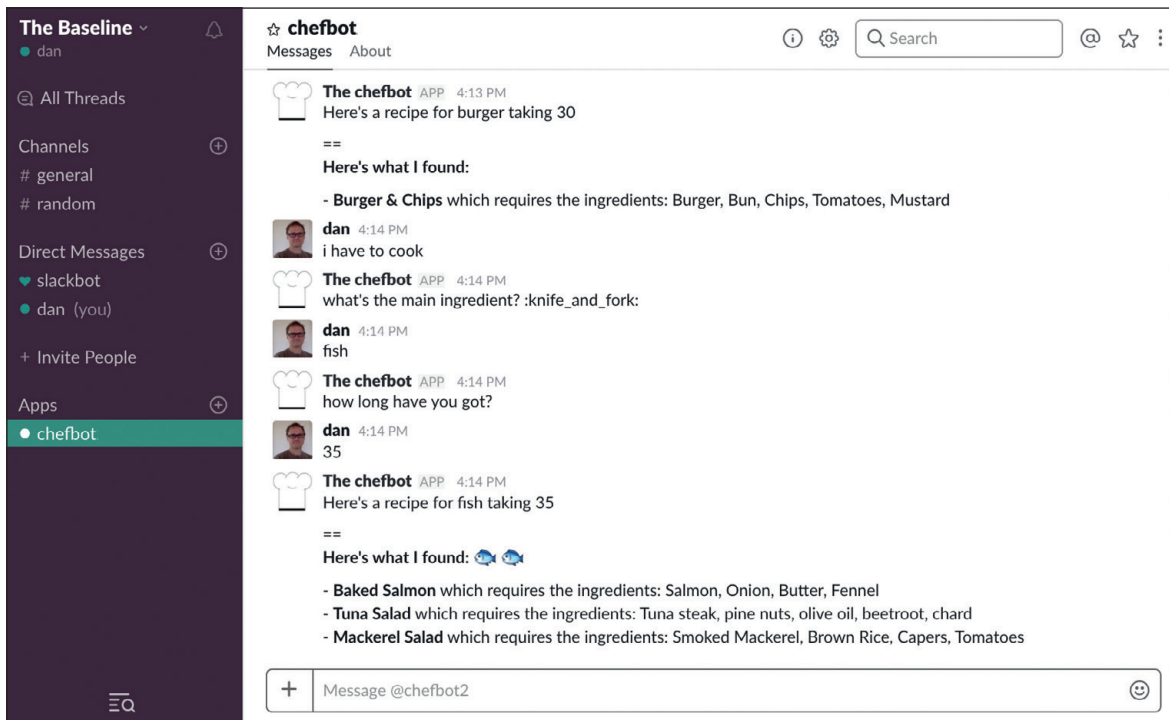 The Baseline
dan
All Threads
Channels
# general
# random
Direct Messages
slackbot
dan (you)
+ Invite People
Apps
chefbot
chefbot
Messages About
Search
The chefbot APP 4:13 PM
Here's a recipe for burger taking 30
==
Here's what I found:
- Burger & Chips which requires the ingredients: Burger, Bun, Chips, Tomatoes, Mustard
dan 4:14 PM
i have to cook
The chefbot APP 4:14 PM
what's the main ingredient? :knife_and_fork:
dan 4:14 PM
fish
The chefbot APP 4:14 PM
how long have you got?
dan 4:14 PM
35
The chefbot APP 4:14 PM
Here's a recipe for fish taking 35
==
Here's what I found: 🐟 🐟
- Baked Salmon which requires the ingredients: Salmon, Onion, Butter, Fennel
- Tuna Salad which requires the ingredients: Tuna steak, pine nuts, olive oil, beetroot, chard
- Mackerel Salad which requires the ingredients: Smoked Mackerel, Brown Rice, Capers, Tomatoes
+ Message @chefbot2